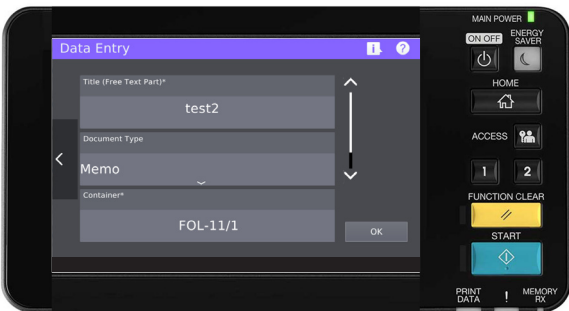 Data Entry
i
?
Title (Free Text Part)*
test2
Document Type
Memo
Container*
FOL-11/1
OK
MAIN POWER
ON OFF
ENERGY
SAVER
HOME
ACCESS
1
2
FUNCTION CLEAR
START
PRINT
DATA
!
MEMORY
RX